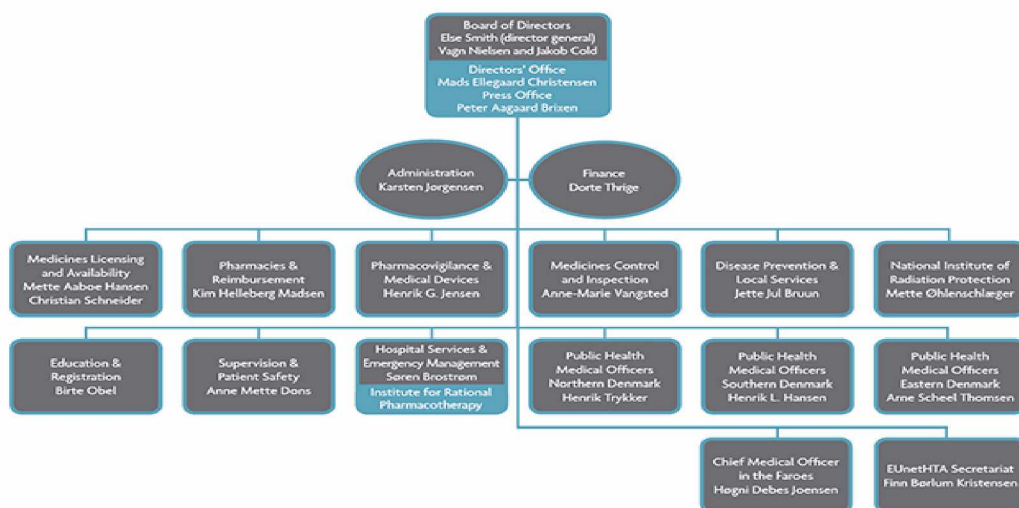 Board of Directors
Else Smith (director general)
Vagn Nielsen and Jakob Cold
Directors' Office
Mads Ellegaard Christensen
Press Office
Peter Aagaard Brixen
Administration
Karsten Jørgensen
Finance
Dorte Thrige
Medicines Licensing
and Availability
Mette Aaboe Hansen
Christian Schneider
Pharmacies &
Reimbursement
Kim Helleberg Madsen
Pharmacovigilance &
Medical Devices
Henrik G. Jensen
Medicines Control
and Inspection
Anne-Marie Vangsted
Disease Prevention &
Local Services
Jette Jul Bruun
National Institute of
Radiation Protection
Mette Øhlenschlæger
Education &
Registration
Birte Obel
Supervision &
Patient Safety
Anne Mette Dons
Hospital Services &
Emergency Management
Søren Brostrøm
Institute for Rational
Pharmacotherapy
Public Health
Medical Officers
Northern Denmark
Henrik Trykker
Public Health
Medical Officers
Southern Denmark
Henrik L. Hansen
Public Health
Medical Officers
Eastern Denmark
Arne Scheel Thomsen
Chief Medical Officer
in the Faroes
Høgni Debes Joensen
EUnetHTA Secretariat
Finn Børlum Kristensen